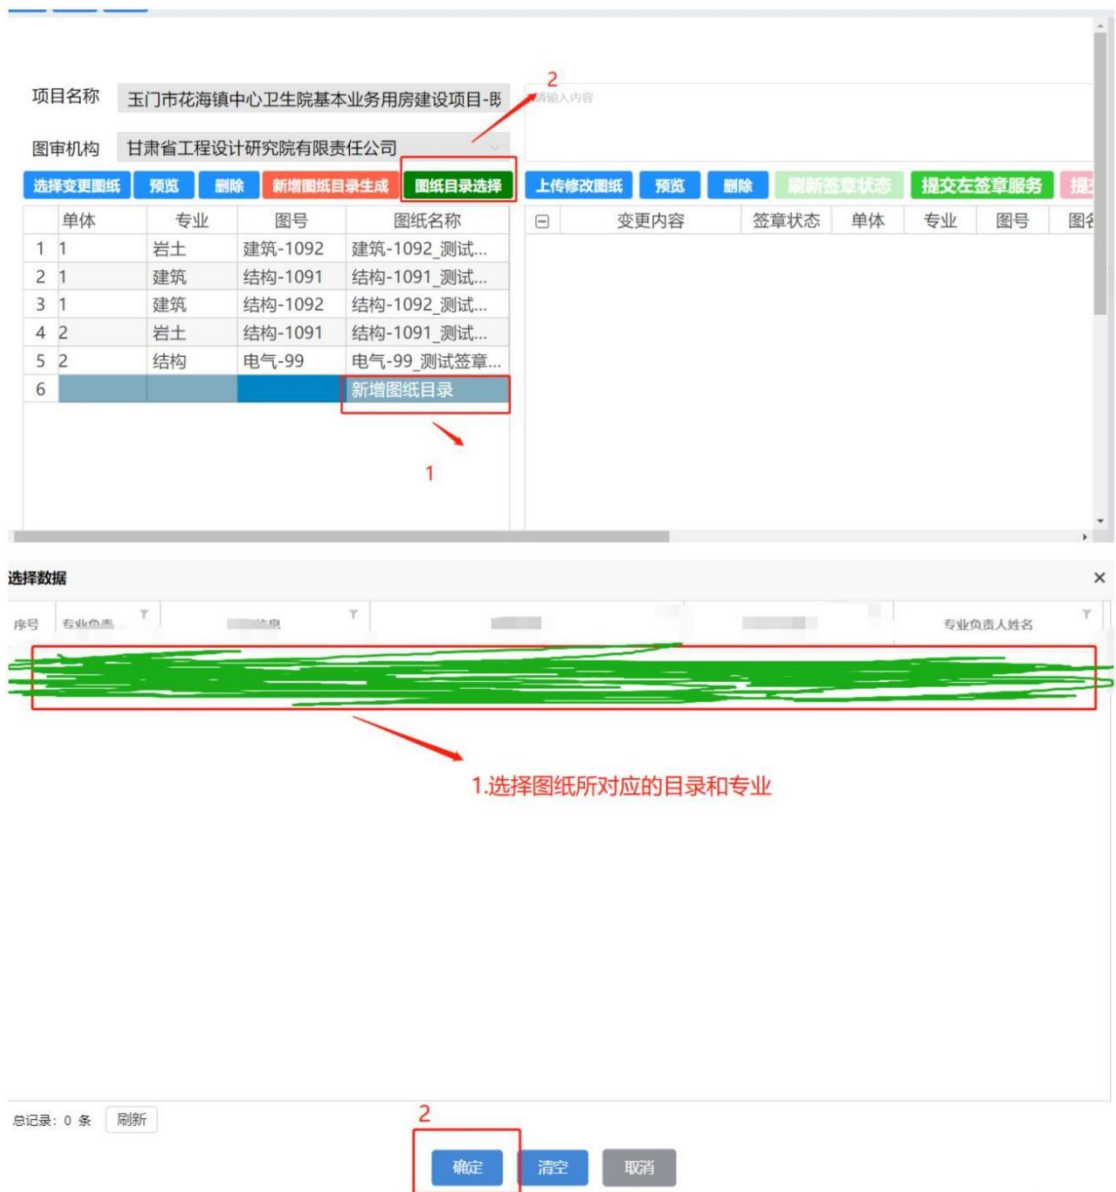 2
项目名称 玉门市花海镇中心卫生院基本业务用房建设项目-既
请输入内容
图审机构 甘肃省工程设计研究院有限责任公司
选择变更图纸 预览 删除 新增图纸目录生成 图纸目录选择 上传修改图纸 预览 删除 刷新签章状态 提交左签章服务
单体 专业 图号 图纸名称 变更内容 签章状态 单体 专业 图号
1 1 岩土 建筑-1092 建筑-1092_测试...
2 1 建筑 结构-1091 结构-1091_测试...
3 1 建筑 结构-1092 结构-1092_测试...
4 2 岩土 结构-1091 结构-1091_测试...
5 2 结构 电气-99 电气-99_测试签章...
6 新增图纸目录
1
选择数据 ×
序号 专业负责 专业负责人姓名
1.选择图纸所对应的目录和专业
总记录: 0 条 刷新
2
确定 清空 取消